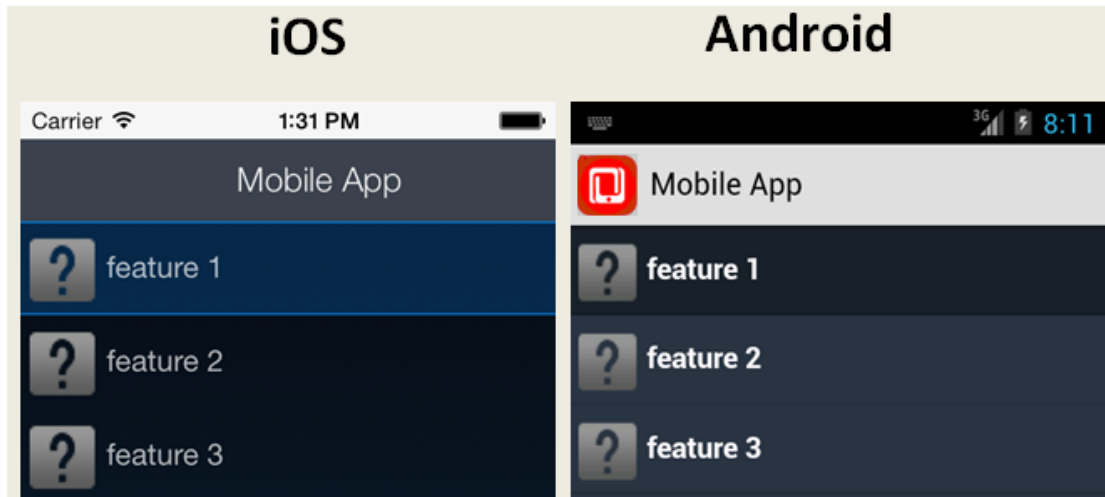 iOS
Carrier 1:31 PM
Mobile App
? feature 1
? feature 2
? feature 3
Android
3G 8:11
Mobile App
? feature 1
? feature 2
? feature 3